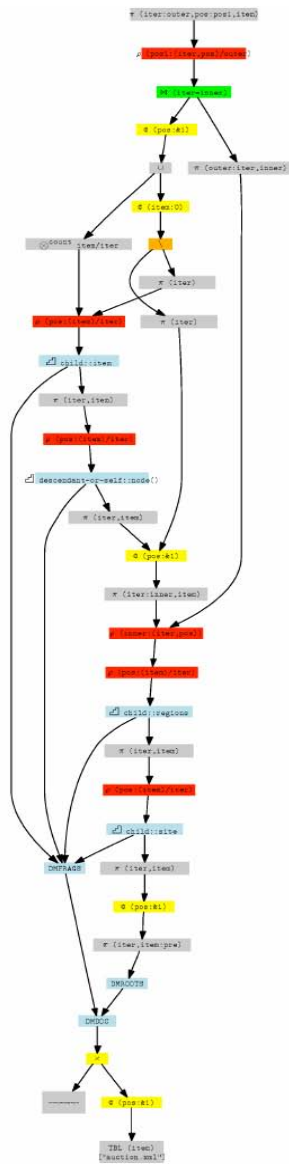 π (iter:outer,pos:pos1,item)
ρ (pos1:(iter,pos)/outer)
⋈ (iter=inner)
@ (pos:#1)
∪
π (outer:iter,inner)
@ (item:0)
count item/iter
\
π (iter)
ρ (pos:(item)/iter)
π (iter)
child::item
π (iter,item)
ρ (pos:(item)/iter)
descendant-or-self::node()
π (iter,item)
@ (pos:#1)
π (iter:inner,item)
ρ (inner:(iter,pos))
ρ (pos:(item)/iter)
child::regions
π (iter,item)
ρ (pos:(item)/iter)
child::site
DMFRAGS
π (iter,item)
@ (pos:#1)
π (iter,item:pre)
DMROOTS
DMDOC
×
@ (pos:#1)
TBL (item)
["auction.xml"]